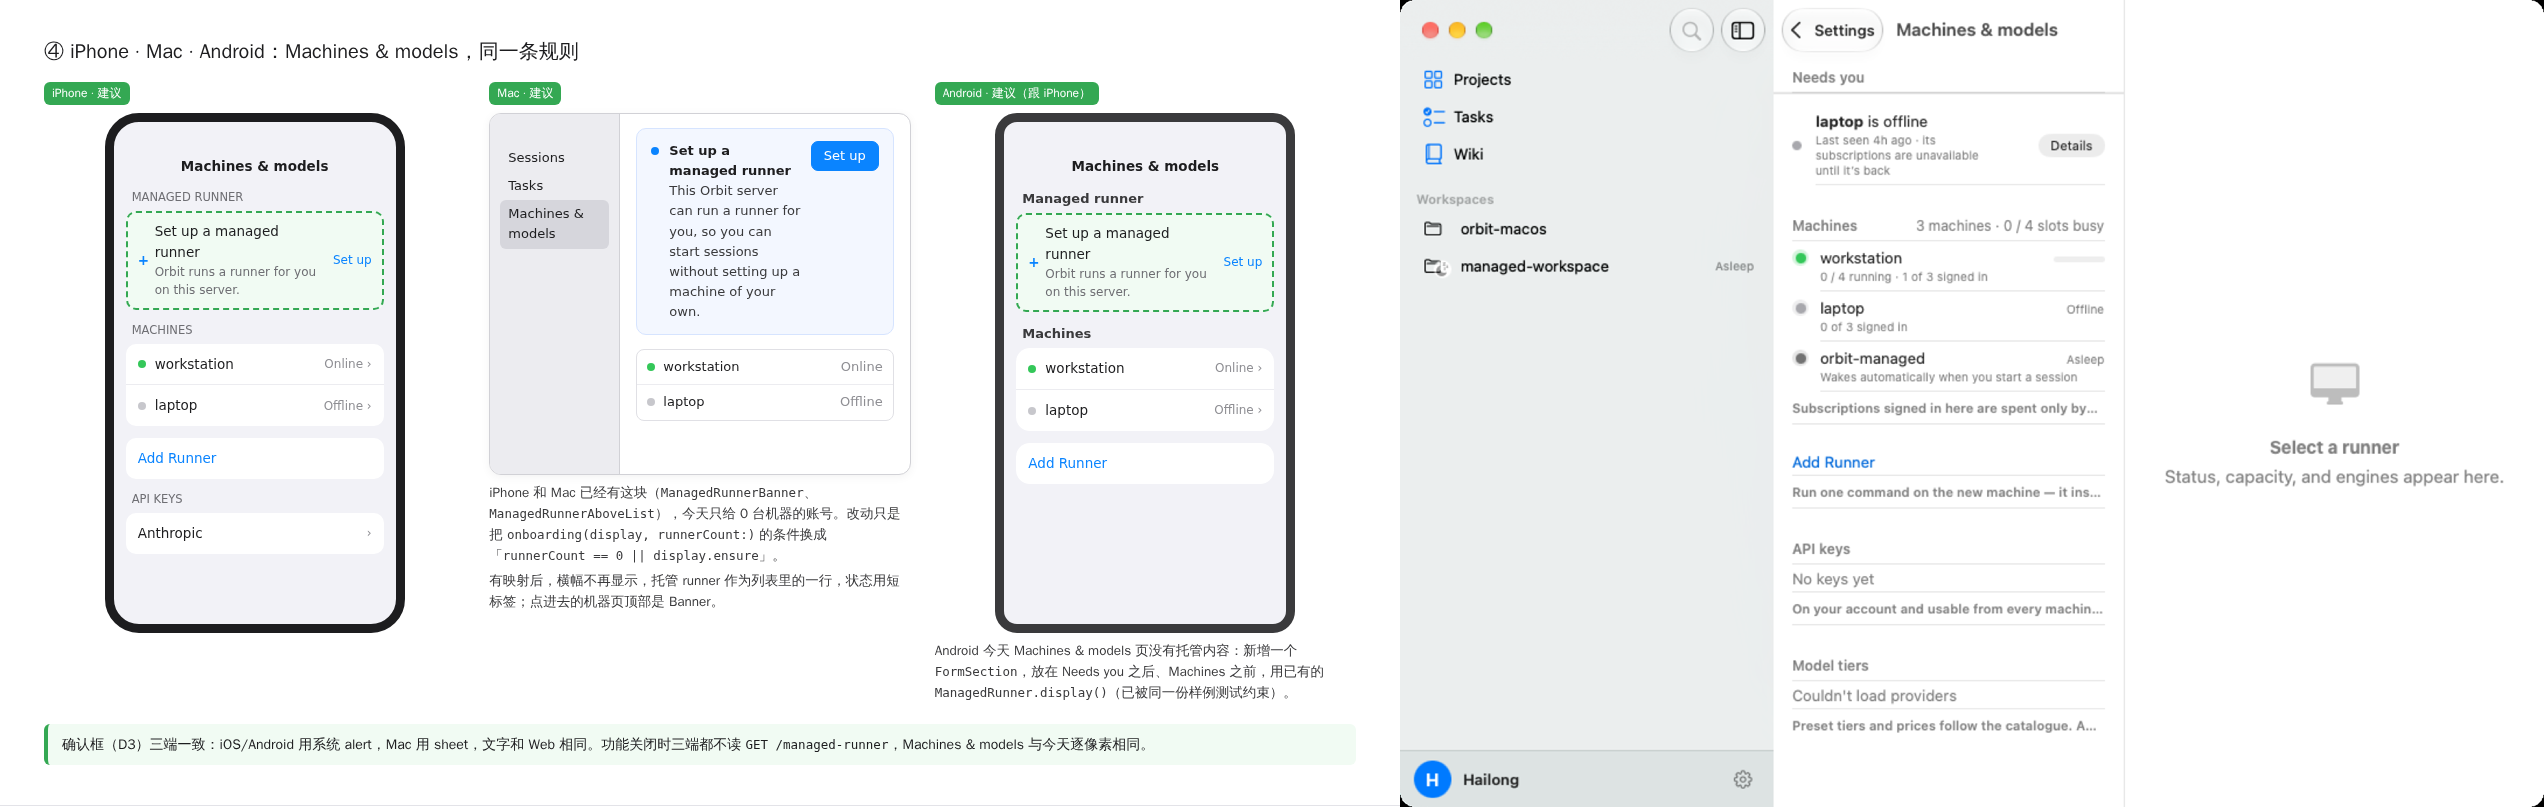 ④ iPhone · Mac · Android：Machines & models，同一条规则
iPhone · 建议
Machines & models
MANAGED RUNNER
+
Set up a managed
runner
Orbit runs a runner for you
on this server.
Set up
MACHINES
workstation
Online ›
laptop
Offline ›
Add Runner
API KEYS
Anthropic
›
Mac · 建议
Sessions
Tasks
Machines &
models
Set up a
managed runner
This Orbit server
can run a runner for
you, so you can
start sessions
without setting up a
machine of your
own.
Set up
workstation
Online
laptop
Offline
iPhone 和 Mac 已经有这块（ManagedRunnerBanner、
ManagedRunnerAboveList），今天只给 0 台机器的账号。改动只是
把 onboarding(display, runnerCount:) 的条件换成
「runnerCount == 0 || display.ensure」。
有映射后，横幅不再显示，托管 runner 作为列表里的一行，状态用短
标签；点进去的机器页顶部是 Banner。
Android · 建议（跟 iPhone）
Machines & models
Managed runner
+
Set up a managed
runner
Orbit runs a runner for you
on this server.
Set up
Machines
workstation
Online ›
laptop
Offline ›
Add Runner
Android 今天 Machines & models 页没有托管内容：新增一个
FormSection，放在 Needs you 之后、Machines 之前，用已有的
ManagedRunner.display()（已被同一份样例测试约束）。
确认框（D3）三端一致：iOS/Android 用系统 alert，Mac 用 sheet，文字和 Web 相同。功能关闭时三端都不读 GET /managed-runner，Machines & models 与今天逐像素相同。
Projects
Tasks
Wiki
Workspaces
orbit-macos
managed-workspace
Asleep
H
Hailong
Settings
Machines & models
Needs you
laptop is offline
Last seen 4h ago · its
subscriptions are unavailable
until it's back
Details
Machines
3 machines · 0 / 4 slots busy
workstation
0 / 4 running · 1 of 3 signed in
laptop
Offline
0 of 3 signed in
orbit-managed
Asleep
Wakes automatically when you start a session
Subscriptions signed in here are spent only by...
Add Runner
Run one command on the new machine — it ins...
API keys
No keys yet
On your account and usable from every machin...
Model tiers
Couldn't load providers
Preset tiers and prices follow the catalogue. A...
Select a runner
Status, capacity, and engines appear here.